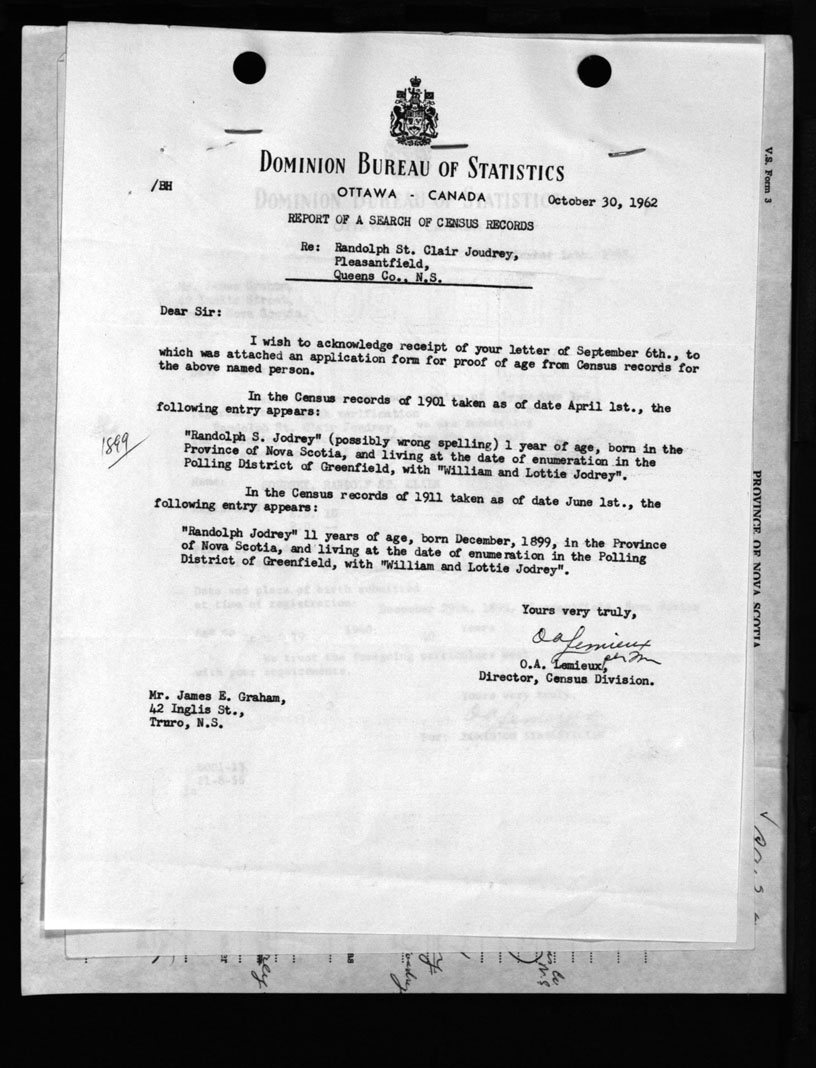 DOMINION BUREAU OF STATISTICS
/BH
OTTAWA - CANADA
October 30, 1962
REPORT OF A SEARCH OF CENSUS RECORDS
Re: Randolph St. Clair Joudrey,
Pleasantfield,
Queens Co., N.S.
Dear Sir:
I wish to acknowledge receipt of your letter of September 6th., to
which was attached an application form for proof of age from Census records for
the above named person.
In the Census records of 1901 taken as of date April 1st., the
following entry appears:
1899
"Randolph S. Jodrey" (possibly wrong spelling) 1 year of age, born in the
Province of Nova Scotia, and living at the date of enumeration in the
Polling District of Greenfield, with "William and Lottie Jodrey".
In the Census records of 1911 taken as of date June 1st., the
following entry appears:
"Randolph Jodrey" 11 years of age, born December, 1899, in the Province
of Nova Scotia, and living at the date of enumeration in the Polling
District of Greenfield, with "William and Lottie Jodrey".
Yours very truly,
O A Lemieux
per
O.A. Lemieux,
Director, Census Division.
Mr. James E. Graham,
42 Inglis St.,
Truro, N.S.
V.S. Form 3
PROVINCE OF NOVA SCOTIA